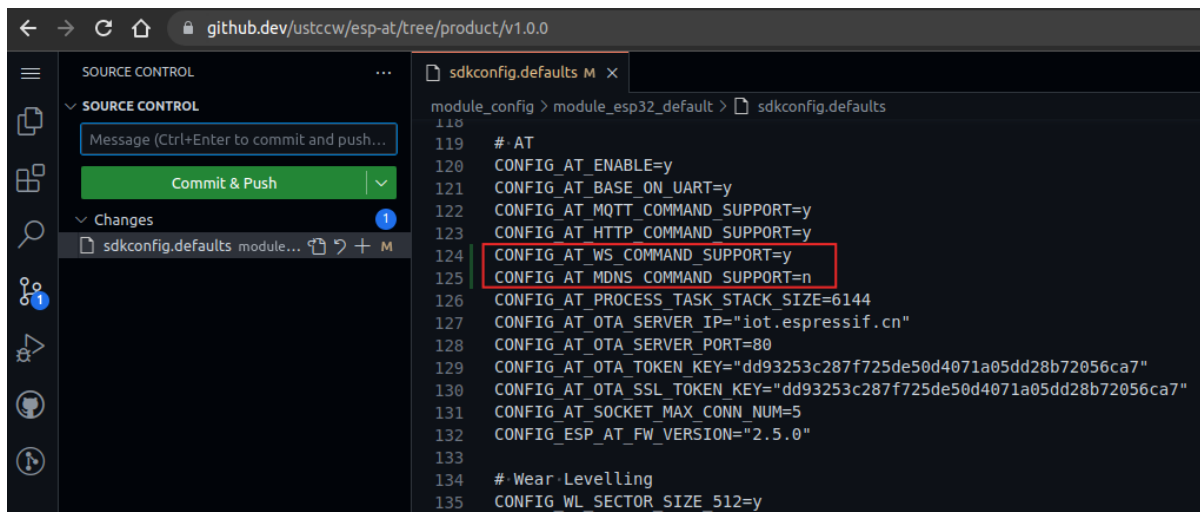 github.dev/ustccw/esp-at/tree/product/v1.0.0
SOURCE CONTROL ...
sdkconfig.defaults M ×
SOURCE CONTROL
module_config > module_esp32_default > sdkconfig.defaults
Message (Ctrl+Enter to commit and push...
Commit & Push
Changes 1
sdkconfig.defaults module... M
1
118
119 # AT
120 CONFIG_AT_ENABLE=y
121 CONFIG_AT_BASE_ON_UART=y
122 CONFIG_AT_MQTT_COMMAND_SUPPORT=y
123 CONFIG_AT_HTTP_COMMAND_SUPPORT=y
124 CONFIG_AT_WS_COMMAND_SUPPORT=y
125 CONFIG_AT_MDNS_COMMAND_SUPPORT=n
126 CONFIG_AT_PROCESS_TASK_STACK_SIZE=6144
127 CONFIG_AT_OTA_SERVER_IP="iot.espressif.cn"
128 CONFIG_AT_OTA_SERVER_PORT=80
129 CONFIG_AT_OTA_TOKEN_KEY="dd93253c287f725de50d4071a05dd28b72056ca7"
130 CONFIG_AT_OTA_SSL_TOKEN_KEY="dd93253c287f725de50d4071a05dd28b72056ca7"
131 CONFIG_AT_SOCKET_MAX_CONN_NUM=5
132 CONFIG_ESP_AT_FW_VERSION="2.5.0"
133
134 # Wear Levelling
135 CONFIG_WL_SECTOR_SIZE_512=y